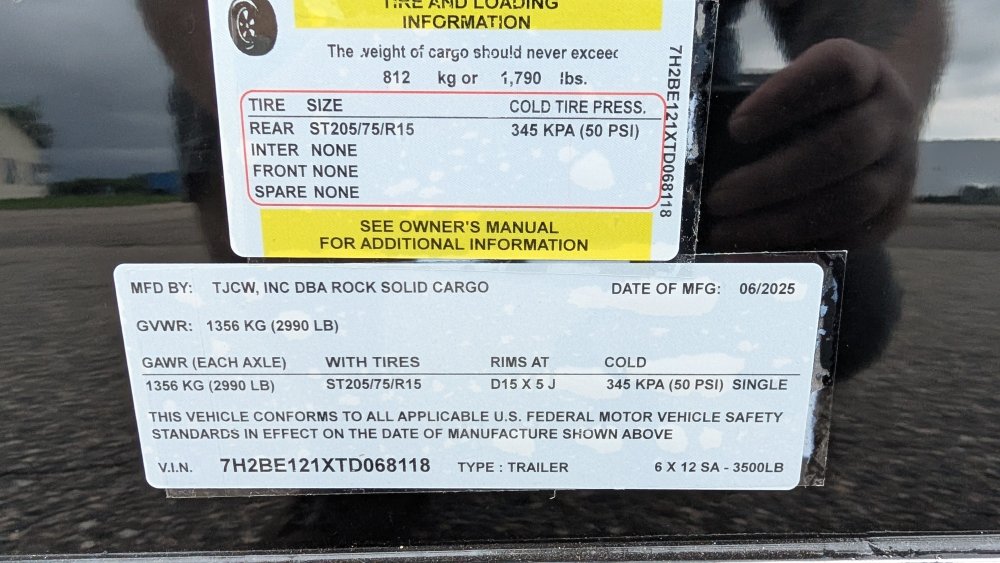 TIRE AND LOADING
INFORMATION
The weight of cargo should never exceed
812 kg or 1,790 lbs.
TIRE SIZE COLD TIRE PRESS.
REAR ST205/75/R15 345 KPA (50 PSI)
INTER NONE
FRONT NONE
SPARE NONE
SEE OWNER'S MANUAL
FOR ADDITIONAL INFORMATION
7H2BE121XTD068118
MFD BY: TJCW, INC DBA ROCK SOLID CARGO DATE OF MFG: 06/2025
GVWR: 1356 KG (2990 LB)
GAWR (EACH AXLE) WITH TIRES RIMS AT COLD
1356 KG (2990 LB) ST205/75/R15 D15 X 5 J 345 KPA (50 PSI) SINGLE
THIS VEHICLE CONFORMS TO ALL APPLICABLE U.S. FEDERAL MOTOR VEHICLE SAFETY
STANDARDS IN EFFECT ON THE DATE OF MANUFACTURE SHOWN ABOVE
V.I.N. 7H2BE121XTD068118 TYPE : TRAILER 6 X 12 SA - 3500LB